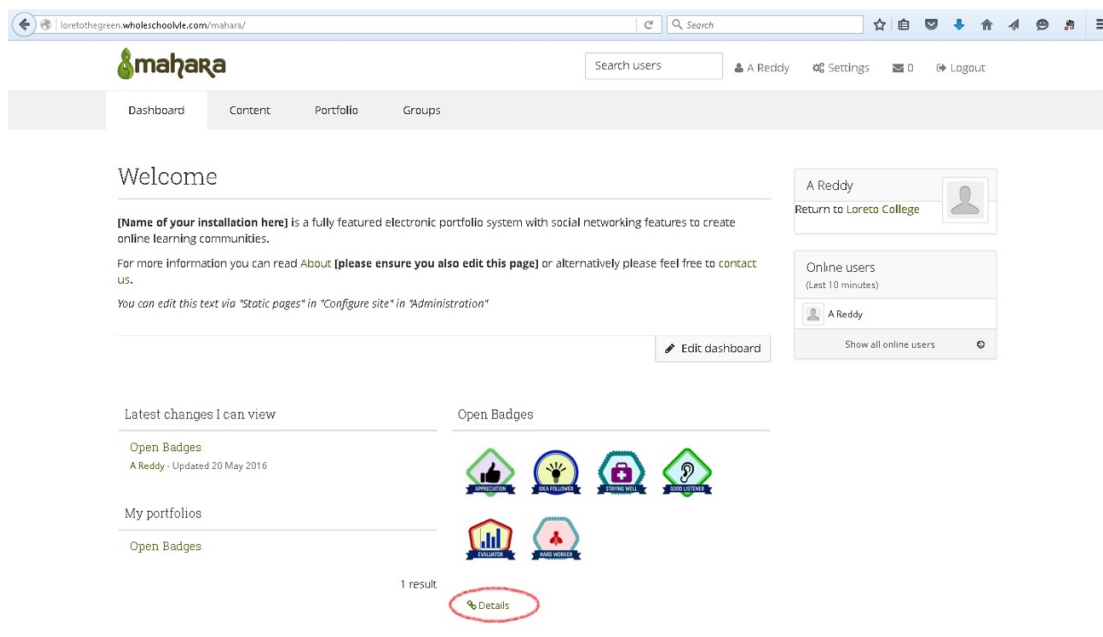 loretothegreen.wholeschoolvle.com/mahara/
Search
mahara
Search users
A Reddy
Settings
0
Logout
Dashboard
Content
Portfolio
Groups
Welcome
[Name of your installation here] is a fully featured electronic portfolio system with social networking features to create
online learning communities.
For more information you can read About [please ensure you also edit this page] or alternatively please feel free to contact
us.
You can edit this text via "Static pages" in "Configure site" in "Administration"
Edit dashboard
A Reddy
Return to Loreto College
Online users
(Last 10 minutes)
A Reddy
Show all online users
Latest changes I can view
Open Badges
A Reddy - Updated 20 May 2016
My portfolios
Open Badges
1 result
Open Badges
APPRECIATION
IDEA FOLLOWER
STAYING WELL
GOOD LISTENER
EVALUATOR
HARD WORKER
Details